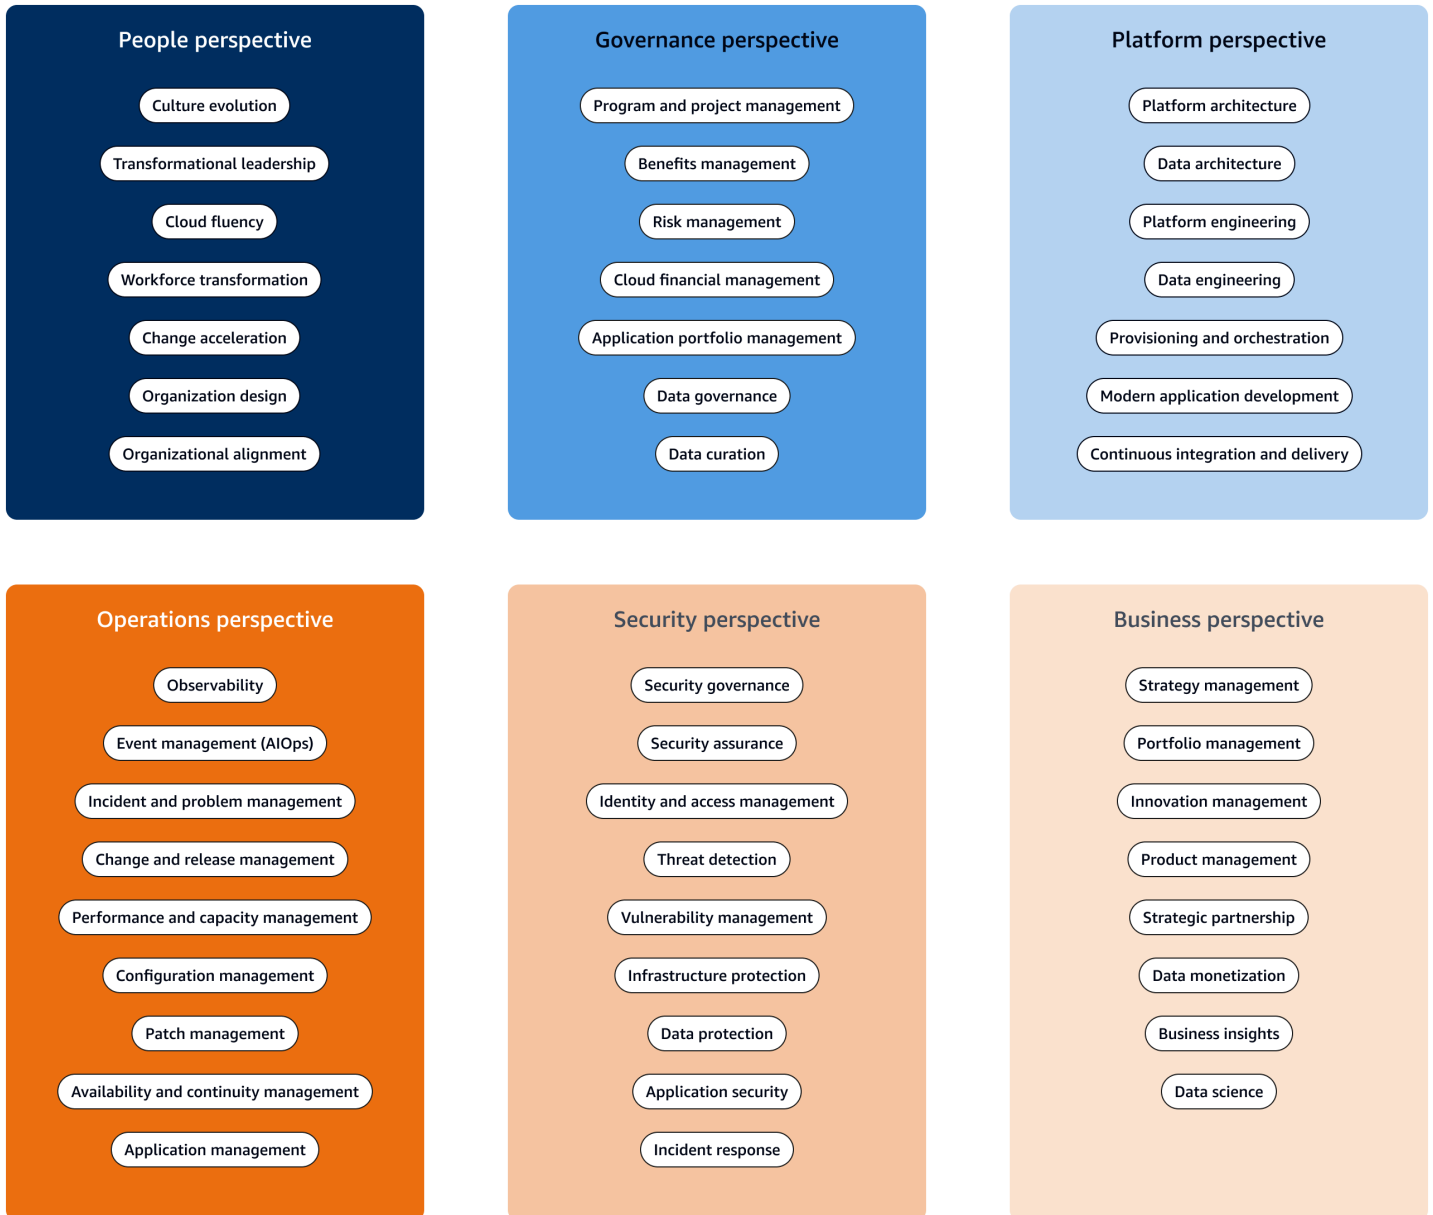 People perspective
Culture evolution
Transformational leadership
Cloud fluency
Workforce transformation
Change acceleration
Organization design
Organizational alignment
Governance perspective
Program and project management
Benefits management
Risk management
Cloud financial management
Application portfolio management
Data governance
Data curation
Platform perspective
Platform architecture
Data architecture
Platform engineering
Data engineering
Provisioning and orchestration
Modern application development
Continuous integration and delivery
Operations perspective
Observability
Event management (AIOps)
Incident and problem management
Change and release management
Performance and capacity management
Configuration management
Patch management
Availability and continuity management
Application management
Security perspective
Security governance
Security assurance
Identity and access management
Threat detection
Vulnerability management
Infrastructure protection
Data protection
Application security
Incident response
Business perspective
Strategy management
Portfolio management
Innovation management
Product management
Strategic partnership
Data monetization
Business insights
Data science